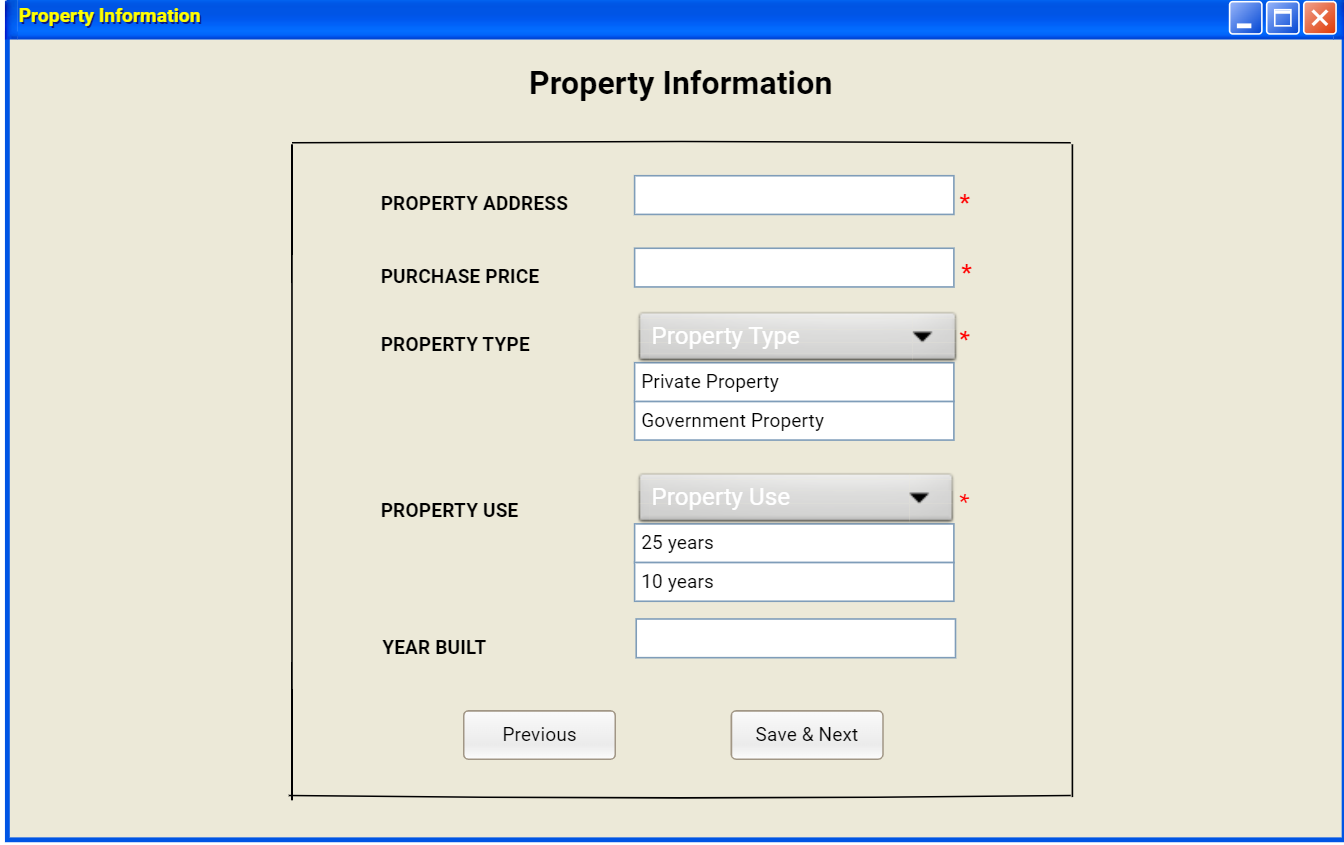 Property Information
Property Information
PROPERTY ADDRESS *
PURCHASE PRICE *
PROPERTY TYPE Property Type *
Private Property
Government Property
PROPERTY USE Property Use *
25 years
10 years
YEAR BUILT
Previous Save & Next